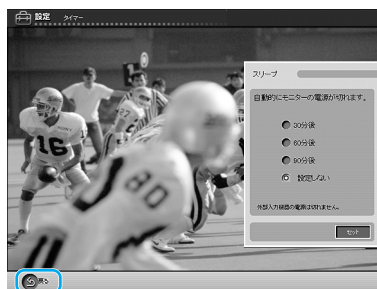 設定 タイマー
スリープ
自動的にモニターの電源が切れます。
30分後
60分後
90分後
設定しない
外部入力機器の電源は切れません。
セット
戻る
16
80